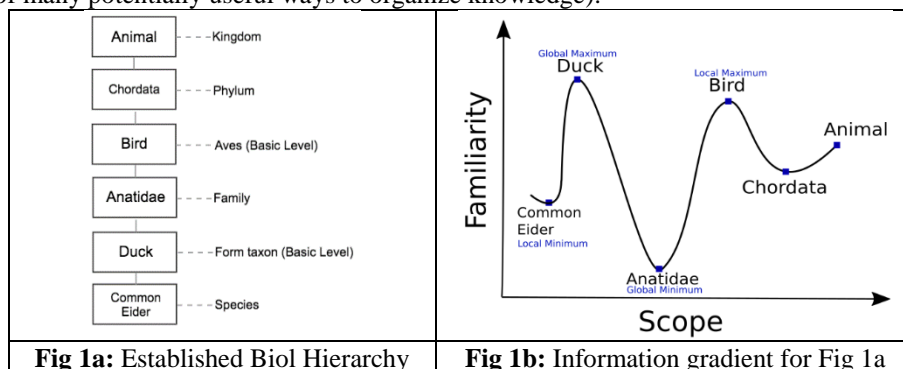 of many potentially useful ways to organize knowledge).
Animal
Kingdom
Chordata
Phylum
Bird
Aves (Basic Level)
Anatidae
Family
Duck
Form taxon (Basic Level)
Common
Eider
Species
Fig 1a: Established Biol Hierarchy
Familiarity
Global Maximum
Duck
Local Maximum
Bird
Animal
Chordata
Common
Eider
Local Minimum
Anatidae
Global Minimum
Scope
Fig 1b: Information gradient for Fig 1a